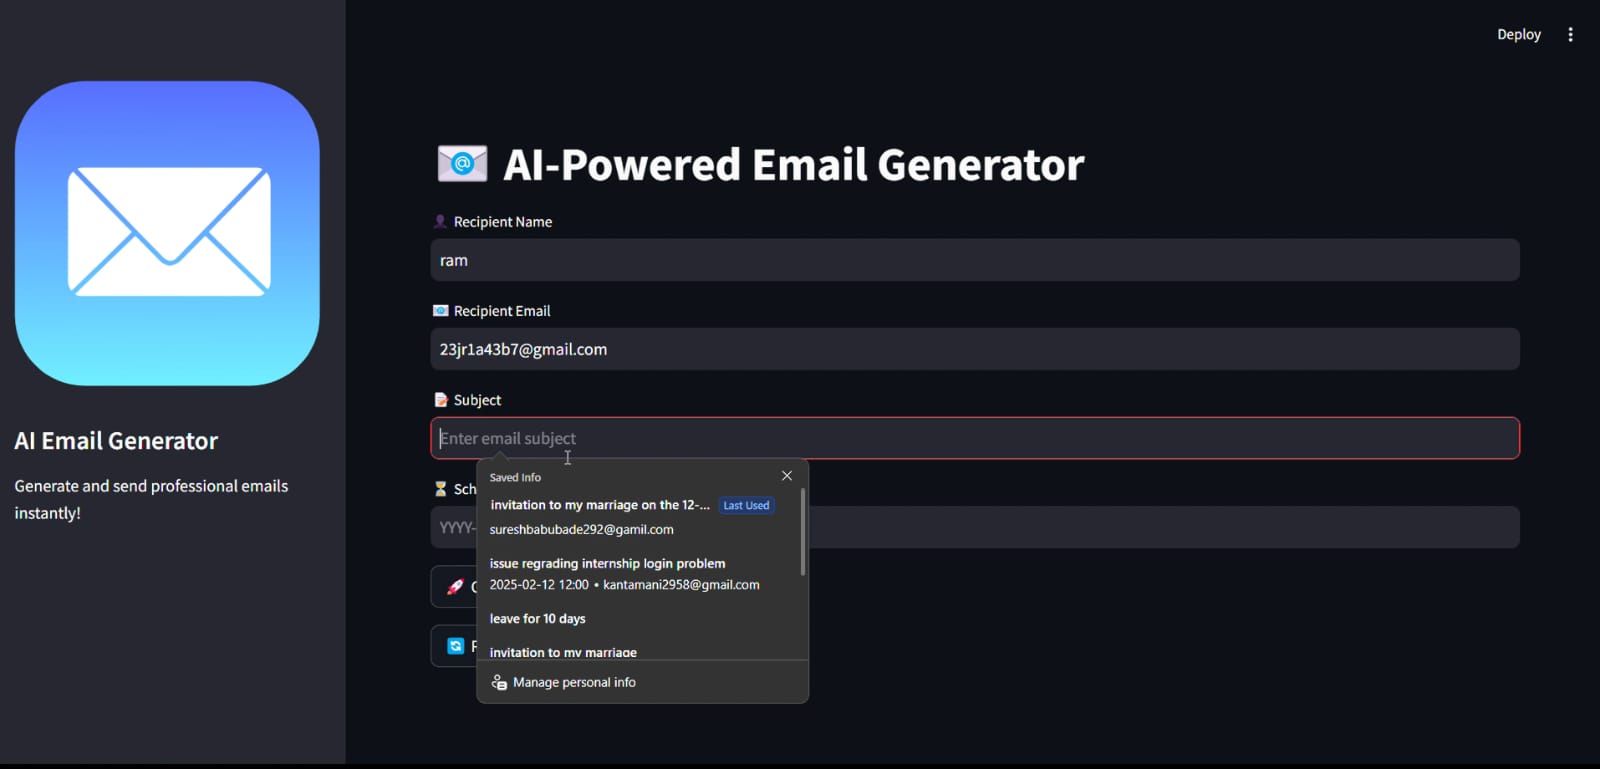 Deploy
AI-Powered Email Generator
Recipient Name
ram
Recipient Email
23jr1a43b7@gmail.com
Subject
Enter email subject
Saved Info
invitation to my marriage on the 12-... Last Used
sureshbabubade292@gamil.com
issue regrading internship login problem
2025-02-12 12:00 • kantamani2958@gmail.com
leave for 10 days
invitation to my marriage
Manage personal info
Sch
YYYY-
AI Email Generator
Generate and send professional emails
instantly!